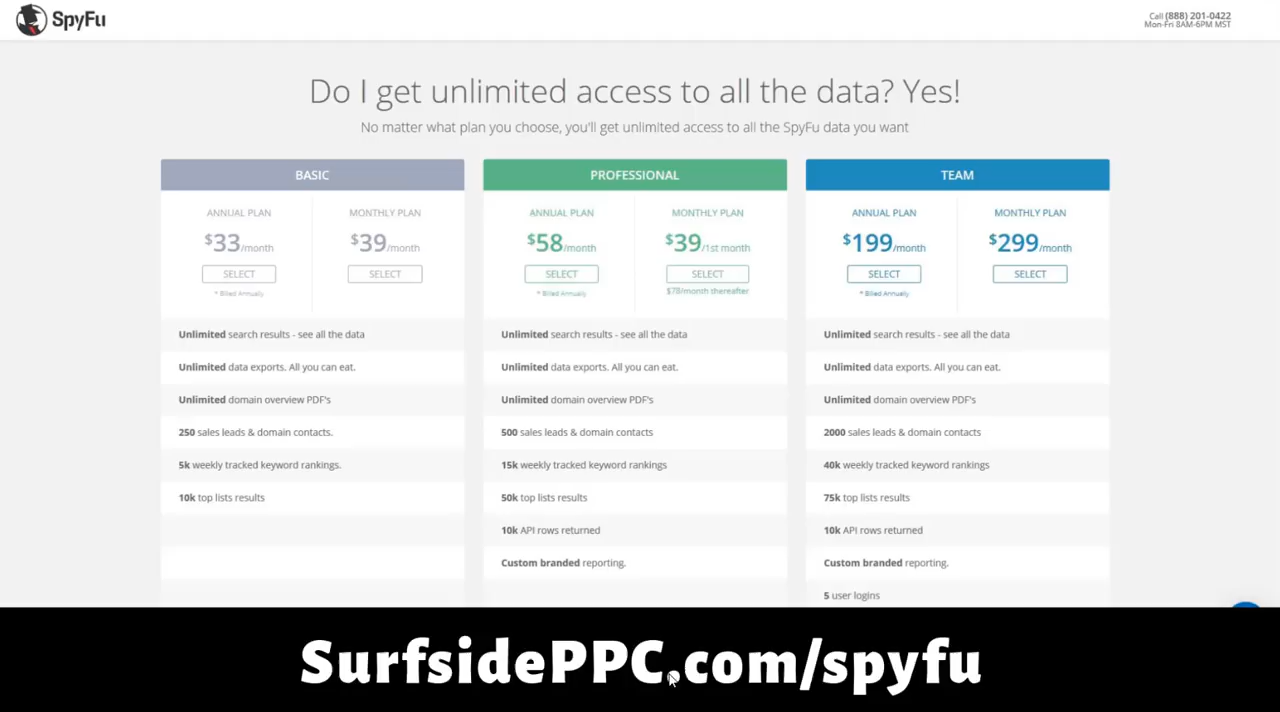 SpyFu
Call (888) 201-0422
Mon-Fri 8AM-6PM MST
Do I get unlimited access to all the data? Yes!
No matter what plan you choose, you'll get unlimited access to all the SpyFu data you want
BASIC
ANNUAL PLAN
MONTHLY PLAN
$33/month
$39/month
SELECT
SELECT
* Billed Annually
Unlimited search results - see all the data
Unlimited data exports. All you can eat.
Unlimited domain overview PDF's
250 sales leads & domain contacts.
5k weekly tracked keyword rankings.
10k top lists results
PROFESSIONAL
ANNUAL PLAN
MONTHLY PLAN
$58/month
$39/1st month
SELECT
SELECT
* Billed Annually
$78/month thereafter
Unlimited search results - see all the data
Unlimited data exports. All you can eat.
Unlimited domain overview PDF's
500 sales leads & domain contacts
15k weekly tracked keyword rankings
50k top lists results
10k API rows returned
Custom branded reporting.
TEAM
ANNUAL PLAN
MONTHLY PLAN
$199/month
$299/month
SELECT
SELECT
* Billed Annually
Unlimited search results - see all the data
Unlimited data exports. All you can eat.
Unlimited domain overview PDF's
2000 sales leads & domain contacts
40k weekly tracked keyword rankings
75k top lists results
10k API rows returned
Custom branded reporting.
5 user logins
SurfsidePPC.com/spyfu